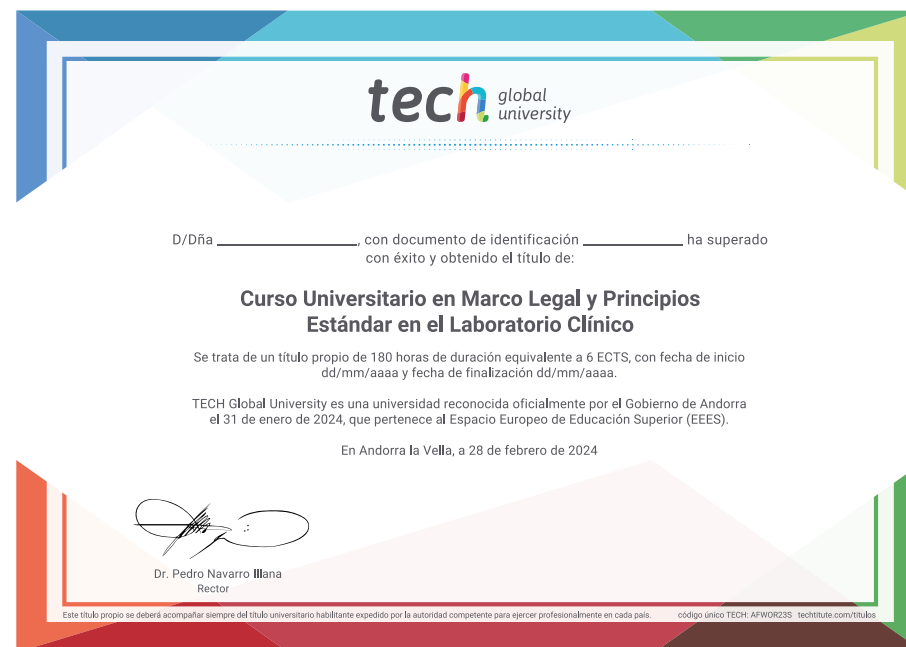 tech global
university
D/Dña ____________________, con documento de identificación ______________ ha superado
con éxito y obtenido el título de:
Curso Universitario en Marco Legal y Principios
Estándar en el Laboratorio Clínico
Se trata de un título propio de 180 horas de duración equivalente a 6 ECTS, con fecha de inicio
dd/mm/aaaa y fecha de finalización dd/mm/aaaa.
TECH Global University es una universidad reconocida oficialmente por el Gobierno de Andorra
el 31 de enero de 2024, que pertenece al Espacio Europeo de Educación Superior (EEES).
En Andorra la Vella, a 28 de febrero de 2024
Dr. Pedro Navarro Illana
Rector
Este título propio se deberá acompañar siempre del título universitario habilitante expedido por la autoridad competente para ejercer profesionalmente en cada país. código único TECH: AFWOR23S techtitute.com/titulos